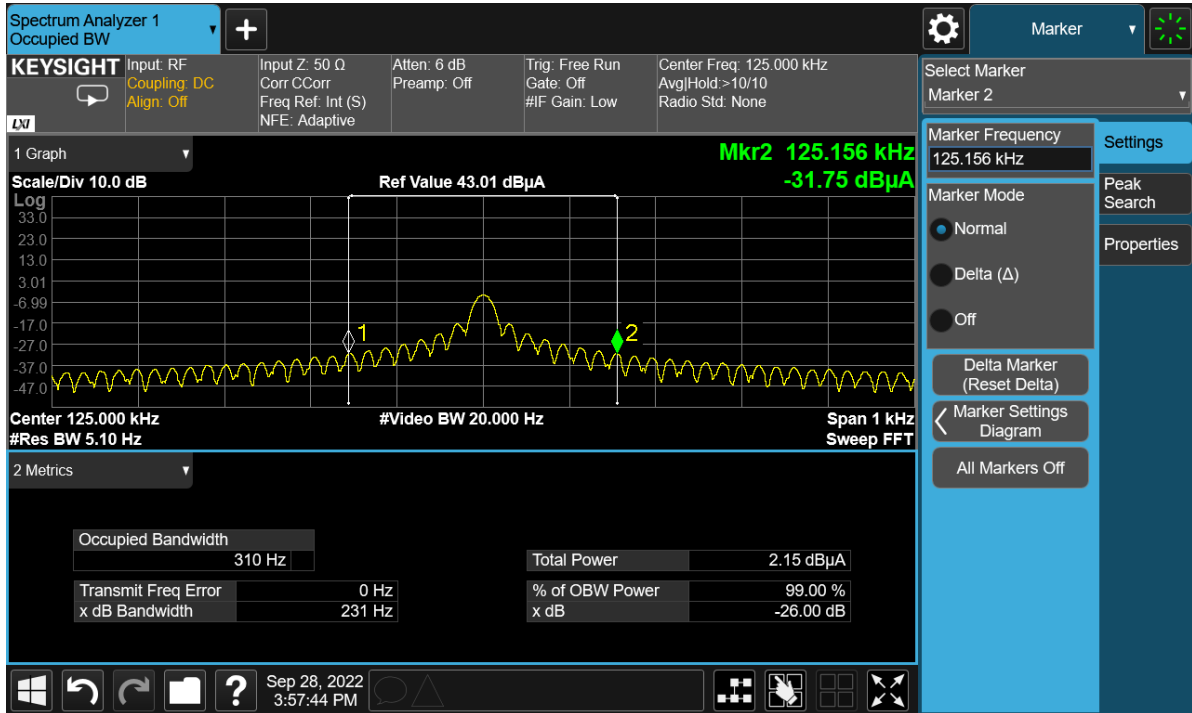 Spectrum Analyzer 1
Occupied BW
+
Marker
KEYSIGHT
LXI
Input: RF
Coupling: DC
Align: Off
Input Z: 50 Ω
Corr CCorr
Freq Ref: Int (S)
NFE: Adaptive
Atten: 6 dB
Preamp: Off
Trig: Free Run
Gate: Off
#IF Gain: Low
Center Freq: 125.000 kHz
Avg|Hold:>10/10
Radio Std: None
Select Marker
Marker 2
1 Graph
Mkr2 125.156 kHz
-31.75 dBµA
Scale/Div 10.0 dB
Ref Value 43.01 dBµA
Log
33.0
23.0
13.0
3.01
-6.99
-17.0
-27.0
-37.0
-47.0
1
2
Center 125.000 kHz
#Video BW 20.000 Hz
Span 1 kHz
#Res BW 5.10 Hz
Sweep FFT
Marker Frequency
125.156 kHz
Marker Mode
Normal
Delta (Δ)
Off
Delta Marker
(Reset Delta)
Marker Settings
Diagram
All Markers Off
Settings
Peak
Search
Properties
2 Metrics
Occupied Bandwidth
310 Hz
Transmit Freq Error 0 Hz
x dB Bandwidth 231 Hz
Total Power 2.15 dBµA
% of OBW Power 99.00 %
x dB -26.00 dB
?
Sep 28, 2022
3:57:44 PM